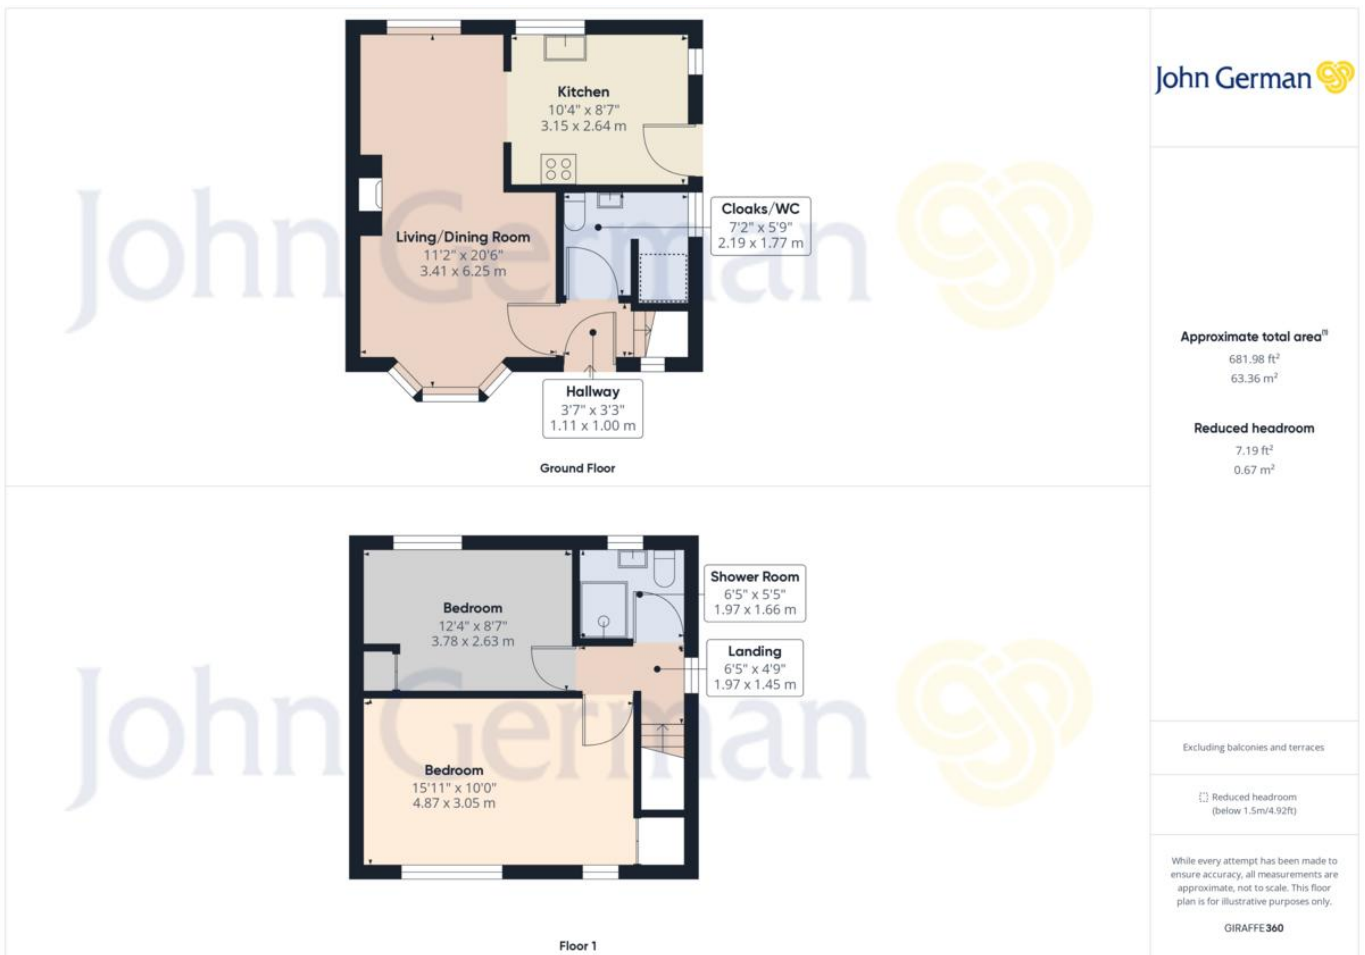 Kitchen
10'4" x 8'7"
3.15 x 2.64 m
Cloaks/WC
7'2" x 5'9"
2.19 x 1.77 m
Living/Dining Room
11'2" x 20'6"
3.41 x 6.25 m
Hallway
3'7" x 3'3"
1.11 x 1.00 m
Ground Floor
John German
Bedroom
12'4" x 8'7"
3.78 x 2.63 m
Shower Room
6'5" x 5'5"
1.97 x 1.66 m
Landing
6'5" x 4'9"
1.97 x 1.45 m
Bedroom
15'11" x 10'0"
4.87 x 3.05 m
Floor 1
John German
John German
Approximate total area⁽¹⁾
681.98 ft²
63.36 m²
Reduced headroom
7.19 ft²
0.67 m²
Excluding balconies and terraces
Reduced headroom
(below 1.5m/4.92ft)
While every attempt has been made to
ensure accuracy, all measurements are
approximate, not to scale. This floor
plan is for illustrative purposes only.
GIRAFFE360